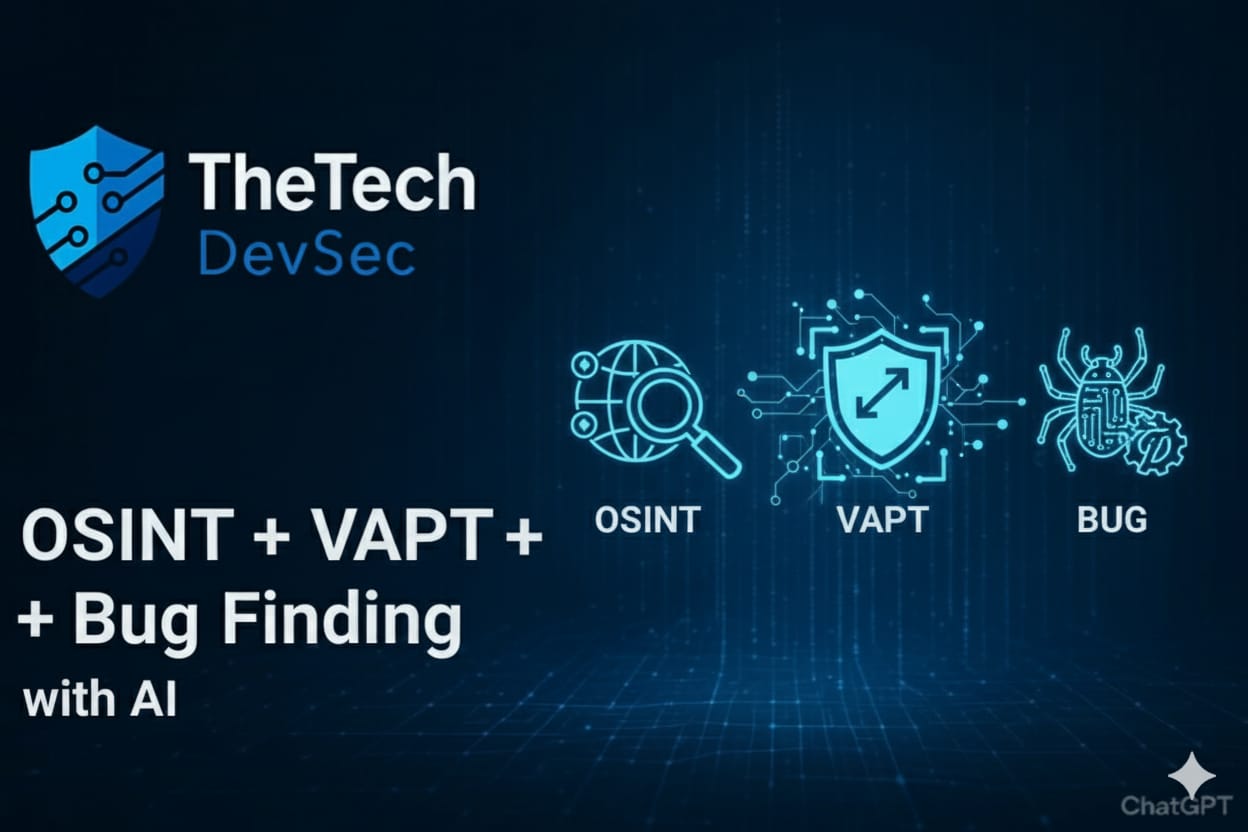 TheTech
DevSec
OSINT
VAPT
BUG
OSINT + VAPT +
+ Bug Finding
with AI
ChatGPT